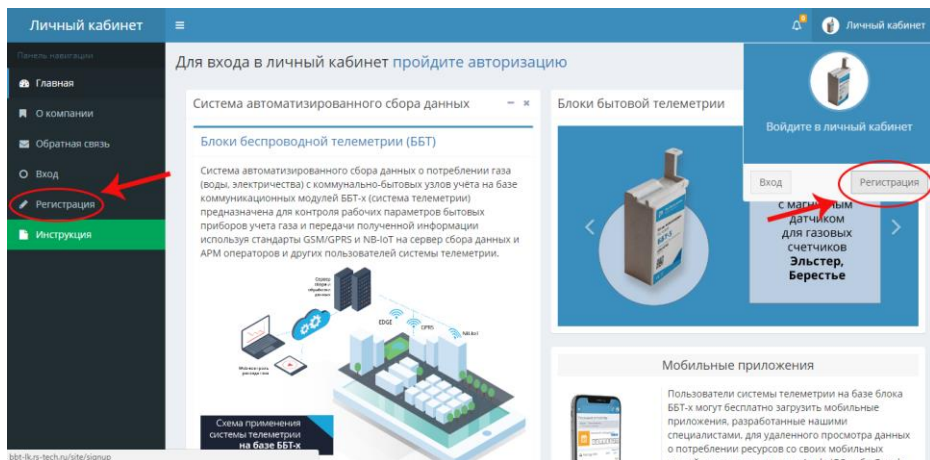 Личный кабинет
8
Личный кабинет
Панель навигации
Главная
О компании
Обратная связь
Вход
Регистрация
Инструкция
Для входа в личный кабинет пройдите авторизацию
Система автоматизированного сбора данных
Блоки беспроводной телеметрии (ББТ)
Система автоматизированного сбора данных о потреблении газа
(воды, электричества) с коммунально-бытовых узлов учёта на базе
коммуникационных модулей ББТ-х (система телеметрии)
предназначена для контроля рабочих параметров бытовых
приборов учета газа и передачи полученной информации
используя стандарты GSM/GPRS и NB-IoT на сервер сбора данных и
АРМ операторов и других пользователей системы телеметрии.
EDGE
GPRS
NB-IoT
Схема применения
системы телеметрии
на базе ББТ-х
Блоки бытовой телеметрии
Войдите в личный кабинет
Вход
Регистрация
с магнитным
датчиком
для газовых
счетчиков
Эльстер,
Берестье
Мобильные приложения
Пользователи системы телеметрии на базе блока
ББТ-х могут бесплатно загрузить мобильные
приложения, разработанные нашими
специалистами, для удаленного просмотра данных
о потреблении ресурсов со своих мобильных
bbt-lk.rs-tech.ru/site/signup